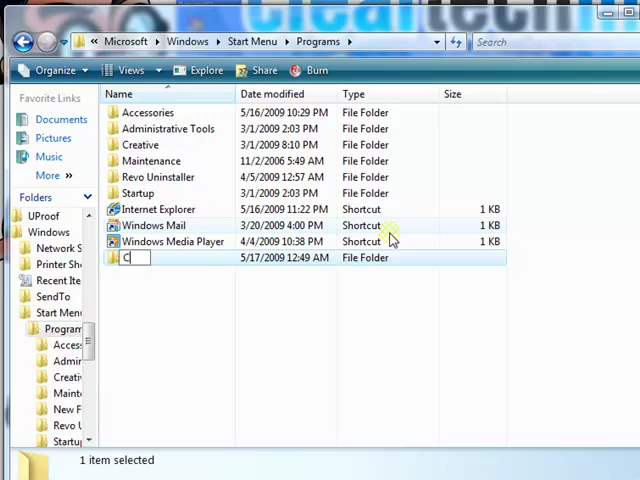 cleartechinfo
« Microsoft ▸ Windows ▸ Start Menu ▸ Programs ▸ Search
Organize Views Explore Share Burn
Favorite Links
Documents
Pictures
Music
More »
Folders
UProof
Windows
Network S
Printer Sh
Recent Ite
SendTo
Start Menu
Program
Acces
Admin
Creati
Mainte
New F
Revo U
Startup
Name Date modified Type Size
Accessories 5/16/2009 10:29 PM File Folder
Administrative Tools 3/1/2009 2:03 PM File Folder
Creative 3/1/2009 8:10 PM File Folder
Maintenance 11/2/2006 5:49 AM File Folder
Revo Uninstaller 4/5/2009 12:57 AM File Folder
Startup 3/1/2009 2:03 PM File Folder
Internet Explorer 5/16/2009 11:22 PM Shortcut 1 KB
Windows Mail 3/20/2009 4:00 PM Shortcut 1 KB
Windows Media Player 4/4/2009 10:38 PM Shortcut 1 KB
C 5/17/2009 12:49 AM File Folder
1 item selected